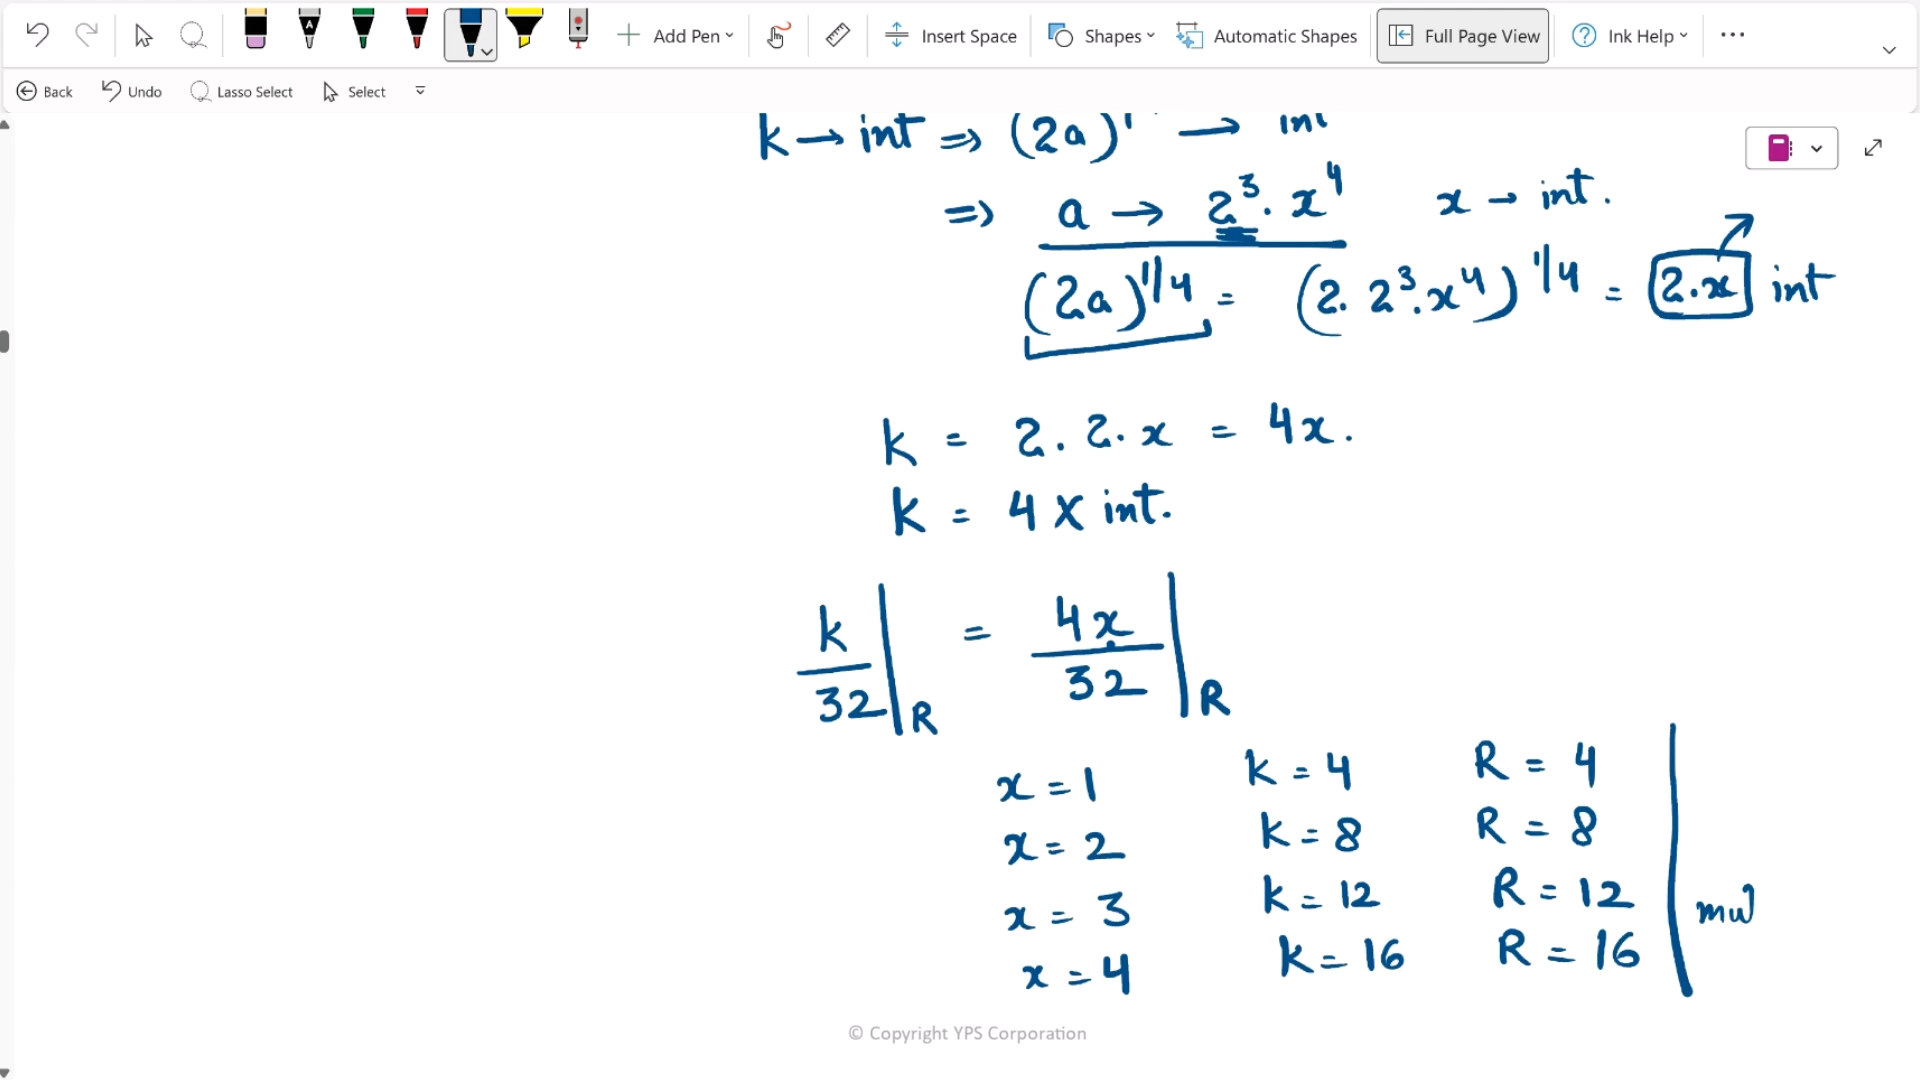 Add Pen
Insert Space
Shapes
Automatic Shapes
Full Page View
Ink Help
Back
Undo
Lasso Select
Select
k → int ⇒ (2a) → int
⇒ a → 2³. x⁴ x → int.
(2a)^1/4 = (2. 2³.x⁴)^1/4 = 2.x int
k = 2. 2. x = 4x.
k = 4 X int.
k/32 |R = 4x/32 |R
x = 1 k = 4 R = 4
x = 2 k = 8 R = 8
x = 3 k = 12 R = 12
x = 4 k = 16 R = 16
© Copyright YPS Corporation